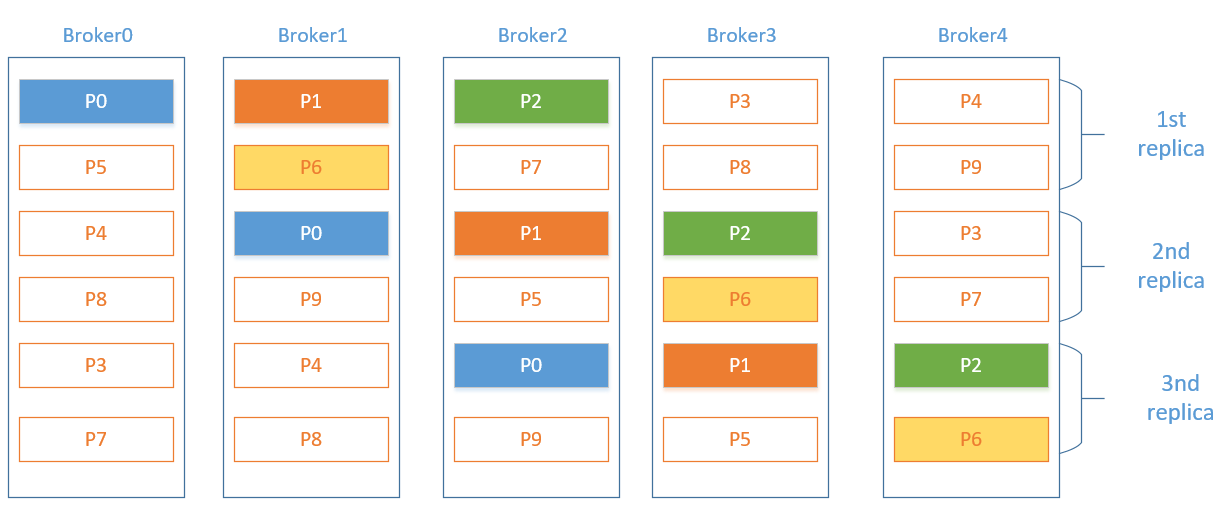 Broker0 Broker1 Broker2 Broker3 Broker4
P0 P1 P2 P3 P4
P5 P6 P7 P8 P9
1st
replica
P4 P0 P1 P2 P3
P8 P9 P5 P6 P7
2nd
replica
P3 P4 P0 P1 P2
P7 P8 P9 P5 P6
3nd
replica